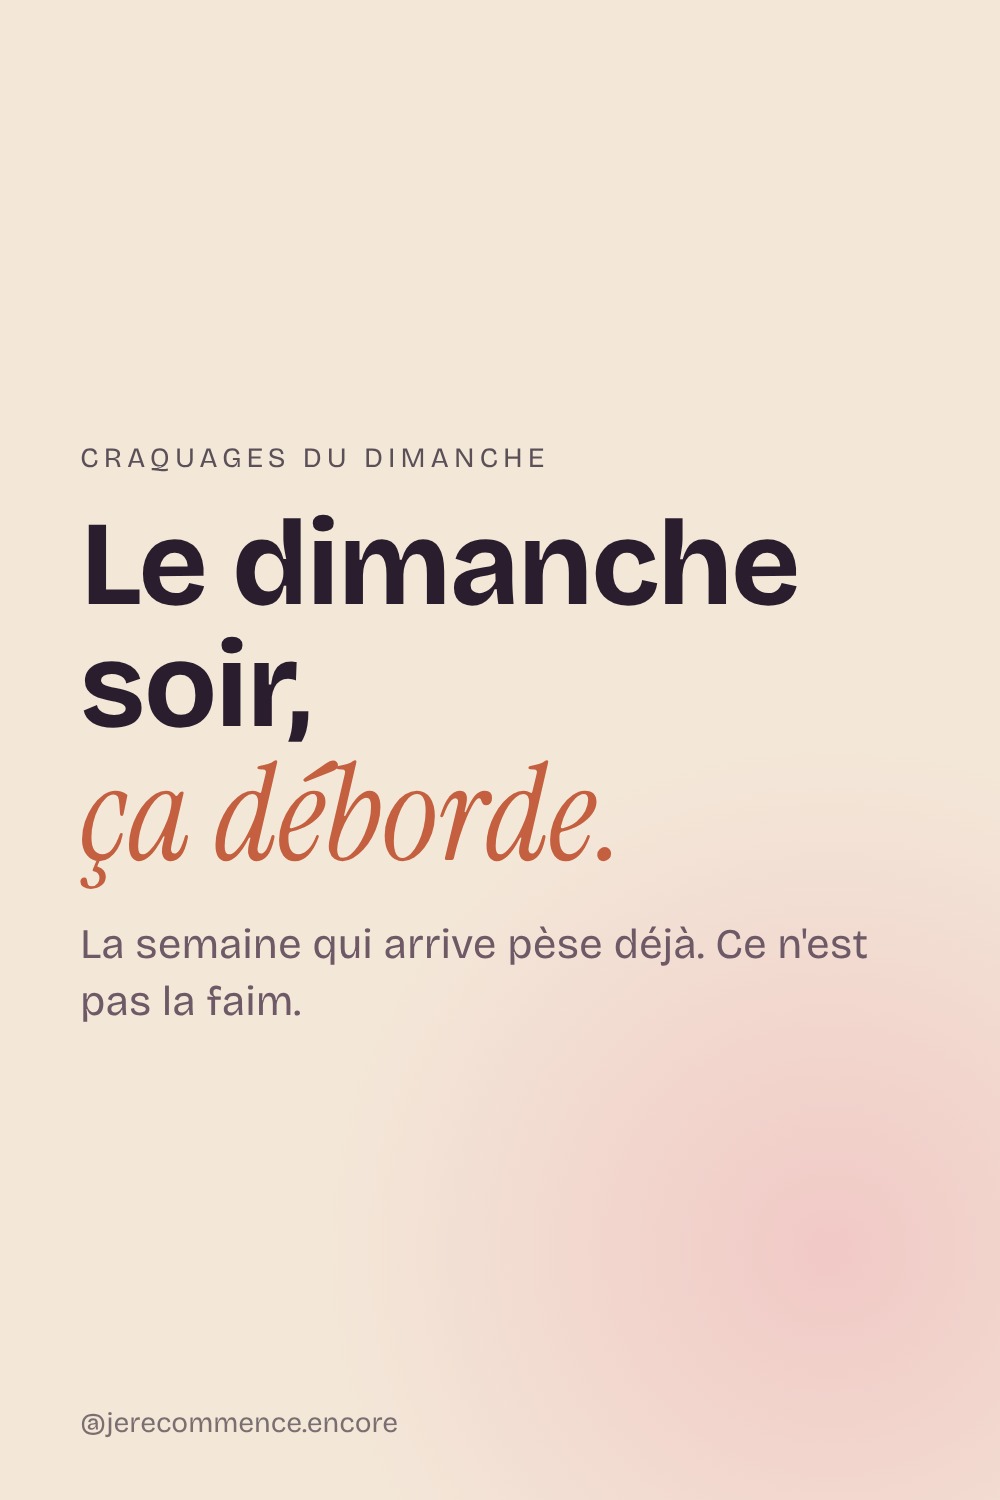 CRAQUAGES DU DIMANCHE
Le dimanche
soir,
ça déborde.
La semaine qui arrive pèse déjà. Ce n'est
pas la faim.
@jerecommence.encore